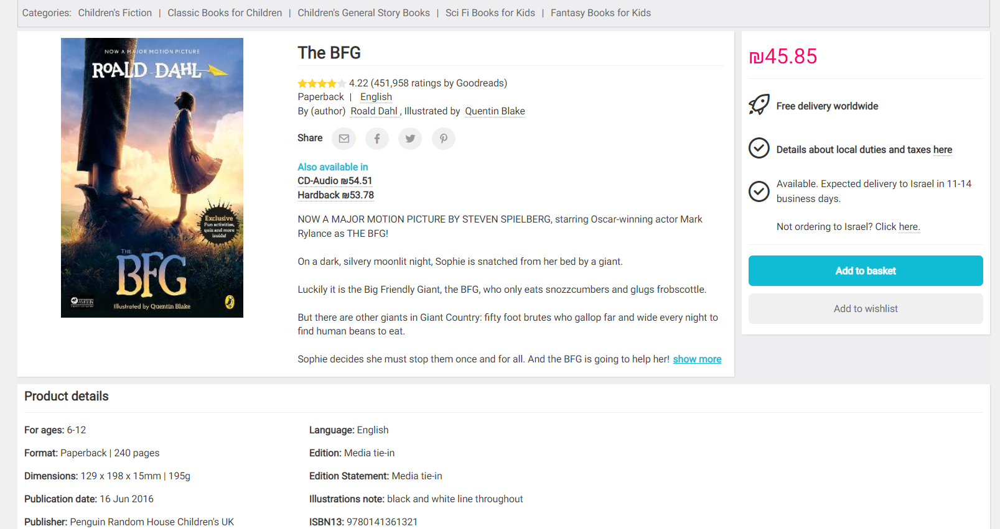 Categories: Children's Fiction | Classic Books for Children | Children's General Story Books | Sci Fi Books for Kids | Fantasy Books for Kids
NOW A MAJOR MOTION PICTURE
ROALD DAHL
Exclusive
Fun activities,
quiz and more
inside!
THE
BFG
AMBLIN
Illustrated by Quentin Blake
The BFG
4.22 (451,958 ratings by Goodreads)
Paperback | English
By (author) Roald Dahl , Illustrated by Quentin Blake
Share
Also available in
CD-Audio ₪54.51
Hardback ₪53.78
NOW A MAJOR MOTION PICTURE BY STEVEN SPIELBERG, starring Oscar-winning actor Mark
Rylance as THE BFG!
On a dark, silvery moonlit night, Sophie is snatched from her bed by a giant.
Luckily it is the Big Friendly Giant, the BFG, who only eats snozzcumbers and glugs frobscottle.
But there are other giants in Giant Country: fifty foot brutes who gallop far and wide every night to
find human beans to eat.
Sophie decides she must stop them once and for all. And the BFG is going to help her! show more
₪45.85
Free delivery worldwide
Details about local duties and taxes here
Available. Expected delivery to Israel in 11-14
business days.
Not ordering to Israel? Click here.
Add to basket
Add to wishlist
Product details
For ages: 6-12
Format: Paperback | 240 pages
Dimensions: 129 x 198 x 15mm | 195g
Publication date: 16 Jun 2016
Publisher: Penguin Random House Children's UK
Language: English
Edition: Media tie-in
Edition Statement: Media tie-in
Illustrations note: black and white line throughout
ISBN13: 9780141361321